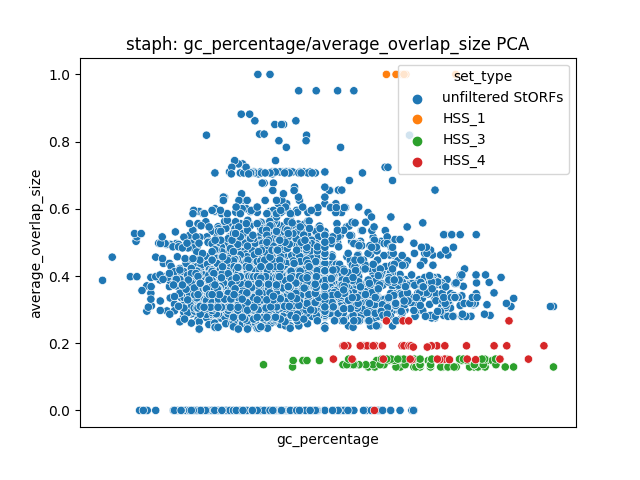 staph: gc_percentage/average_overlap_size PCA
set_type
unfiltered StORFs
HSS_1
HSS_3
HSS_4
average_overlap_size
1.0
0.8
0.6
0.4
0.2
0.0
gc_percentage